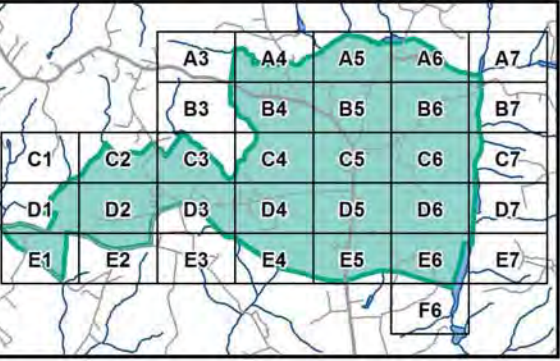 A3 A4 A5 A6 A7
B3 B4 B5 B6 B7
C1 C2 C3 C4 C5 C6 C7
D1 D2 D3 D4 D5 D6 D7
E1 E2 E3 E4 E5 E6 E7
F6